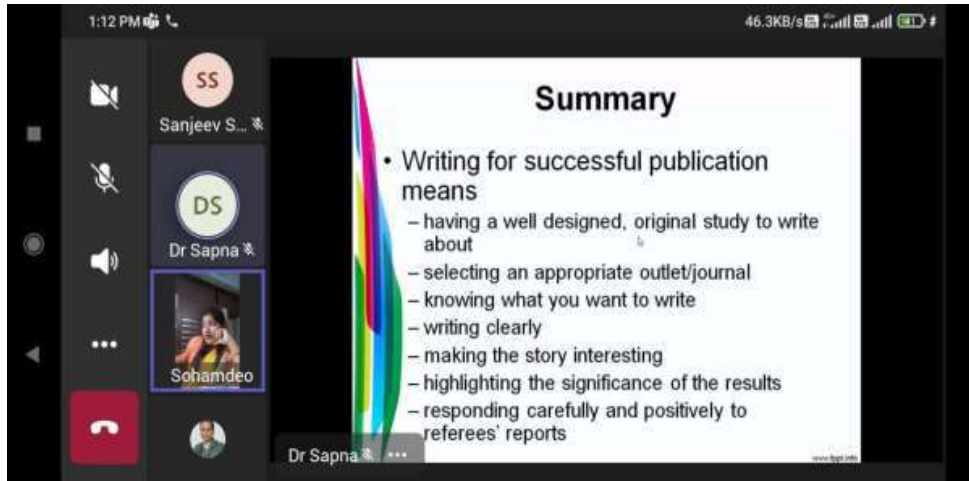 1:12 PM
46.3KB/s
SS
Sanjeev S...
DS
Dr Sapna
Sohamdeo
Dr Sapna
Summary
• Writing for successful publication
means
– having a well designed, original study to write
about
– selecting an appropriate outlet/journal
– knowing what you want to write
– writing clearly
– making the story interesting
– highlighting the significance of the results
– responding carefully and positively to
referees' reports
www.fppt.info